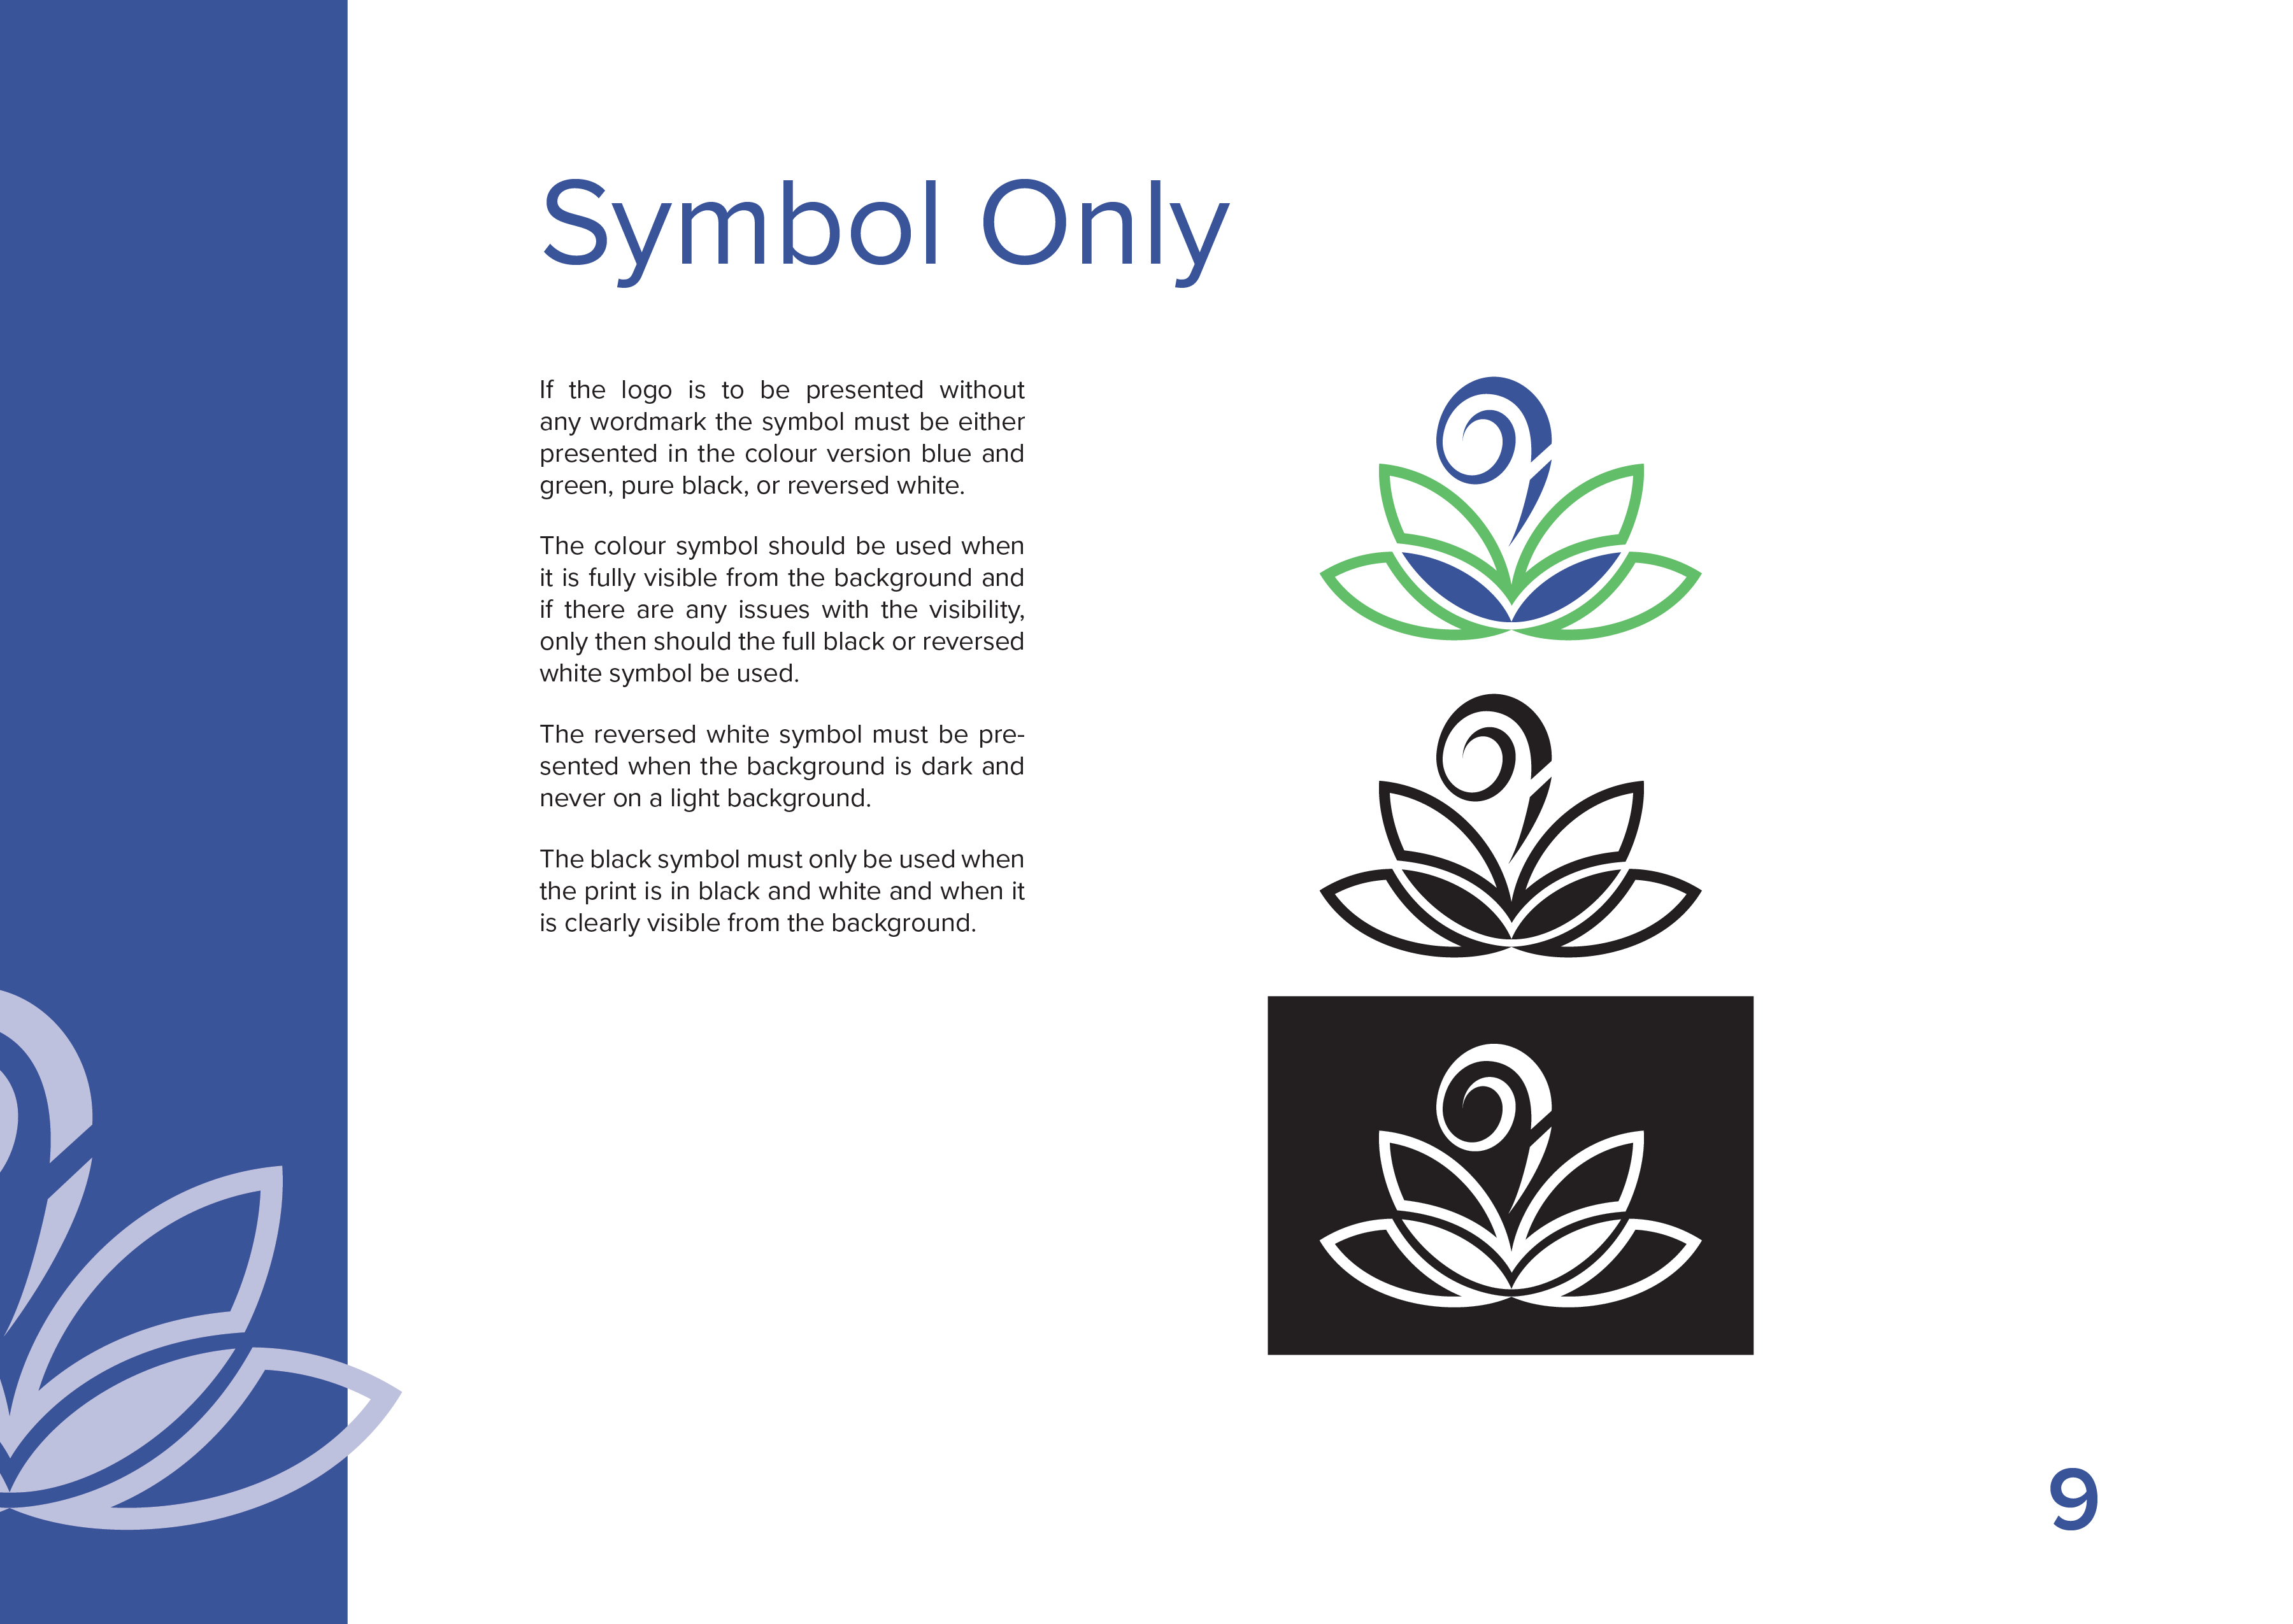 Symbol Only
If the logo is to be presented without
any wordmark the symbol must be either
presented in the colour version blue and
green, pure black, or reversed white.
The colour symbol should be used when
it is fully visible from the background and
if there are any issues with the visibility,
only then should the full black or reversed
white symbol be used.
The reversed white symbol must be pre-
sented when the background is dark and
never on a light background.
The black symbol must only be used when
the print is in black and white and when it
is clearly visible from the background.
9